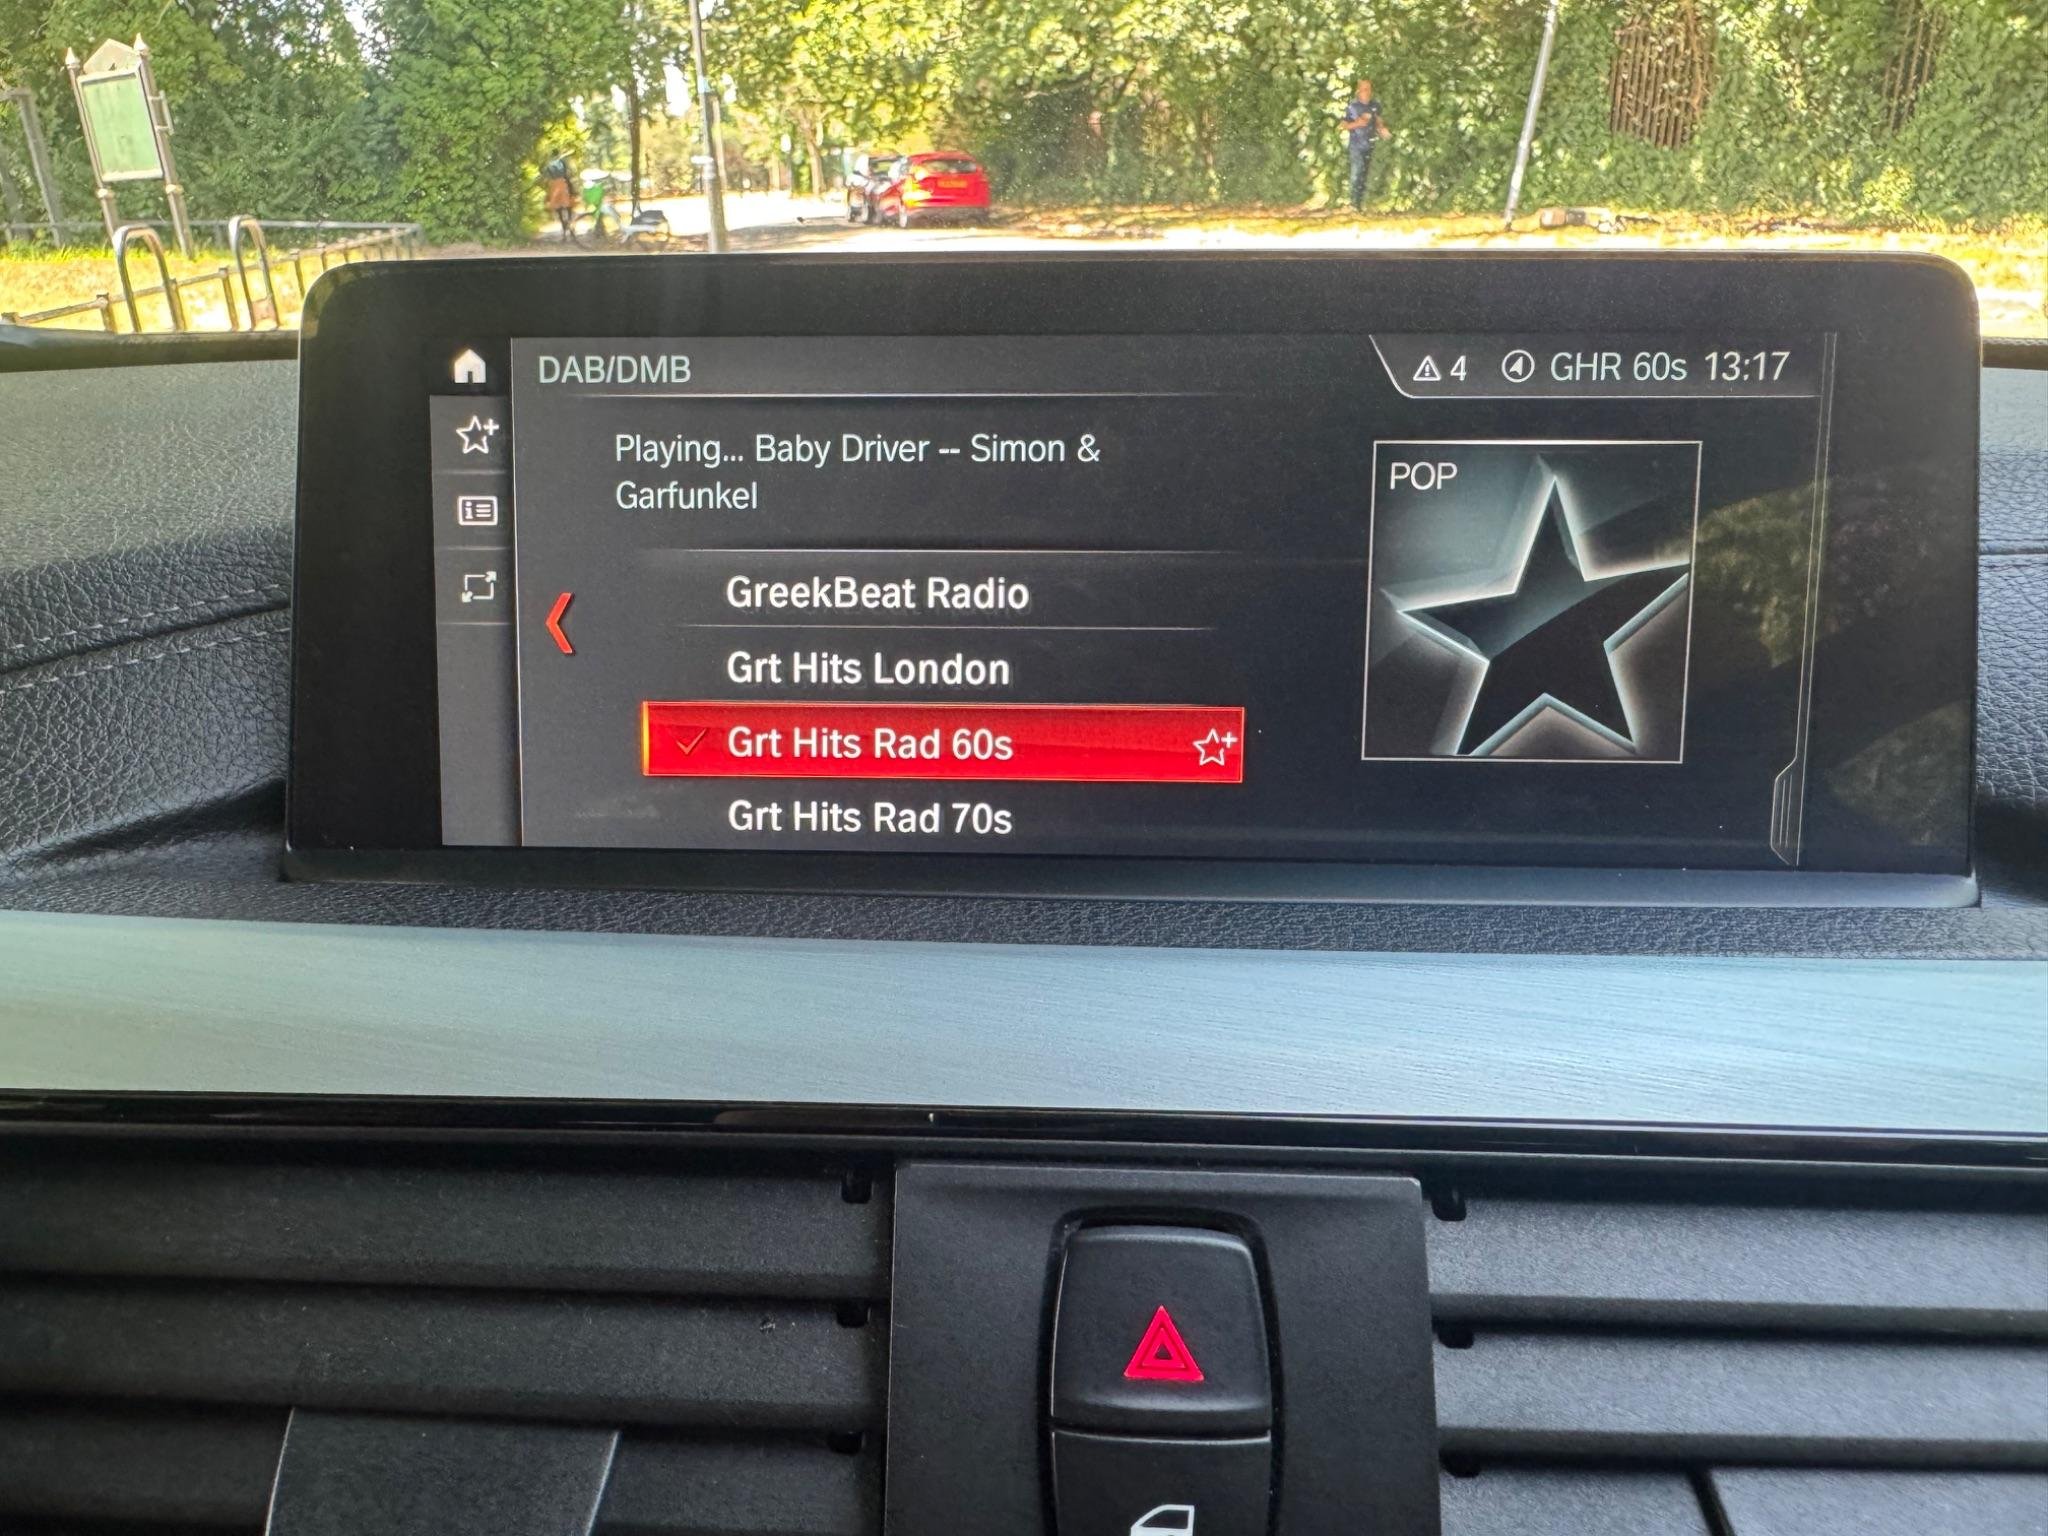 DAB/DMB
4 GHR 60s 13:17
Playing... Baby Driver -- Simon &
Garfunkel
POP
GreekBeat Radio
Grt Hits London
Grt Hits Rad 60s
Grt Hits Rad 70s